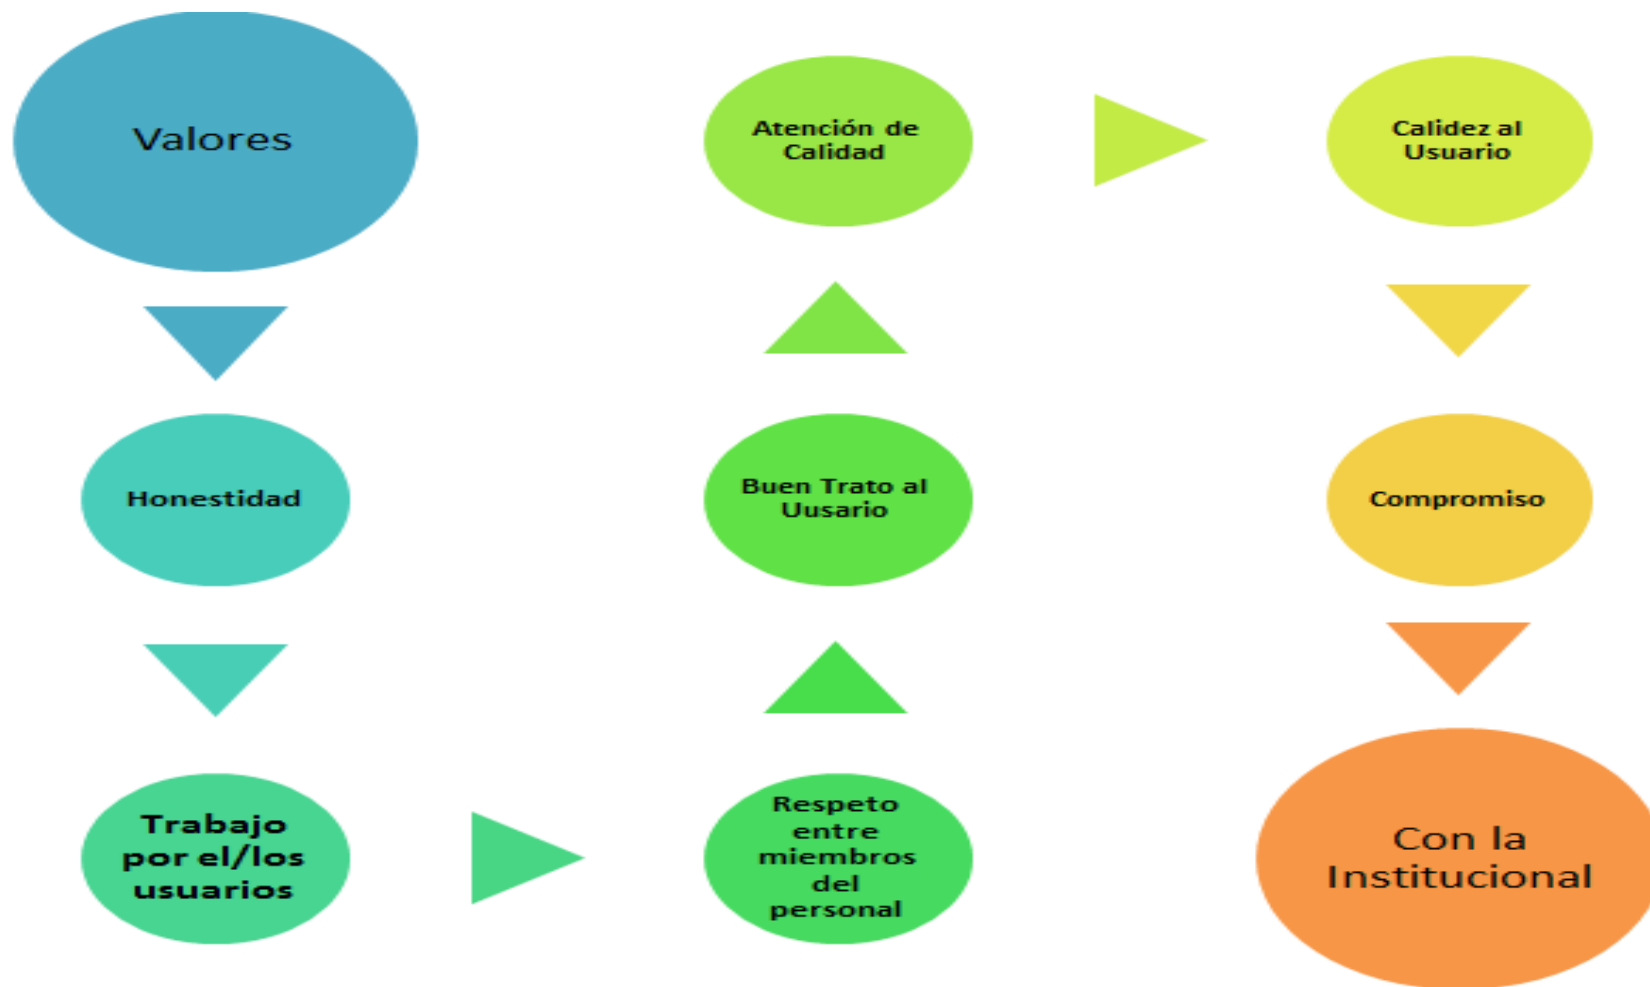 Valores
Honestidad
Trabajo
por el/los
usuarios
Respeto
entre
miembros
del
personal
Buen Trato al
Uusario
Atención de
Calidad
Calidez al
Usuario
Compromiso
Con la
Institucional